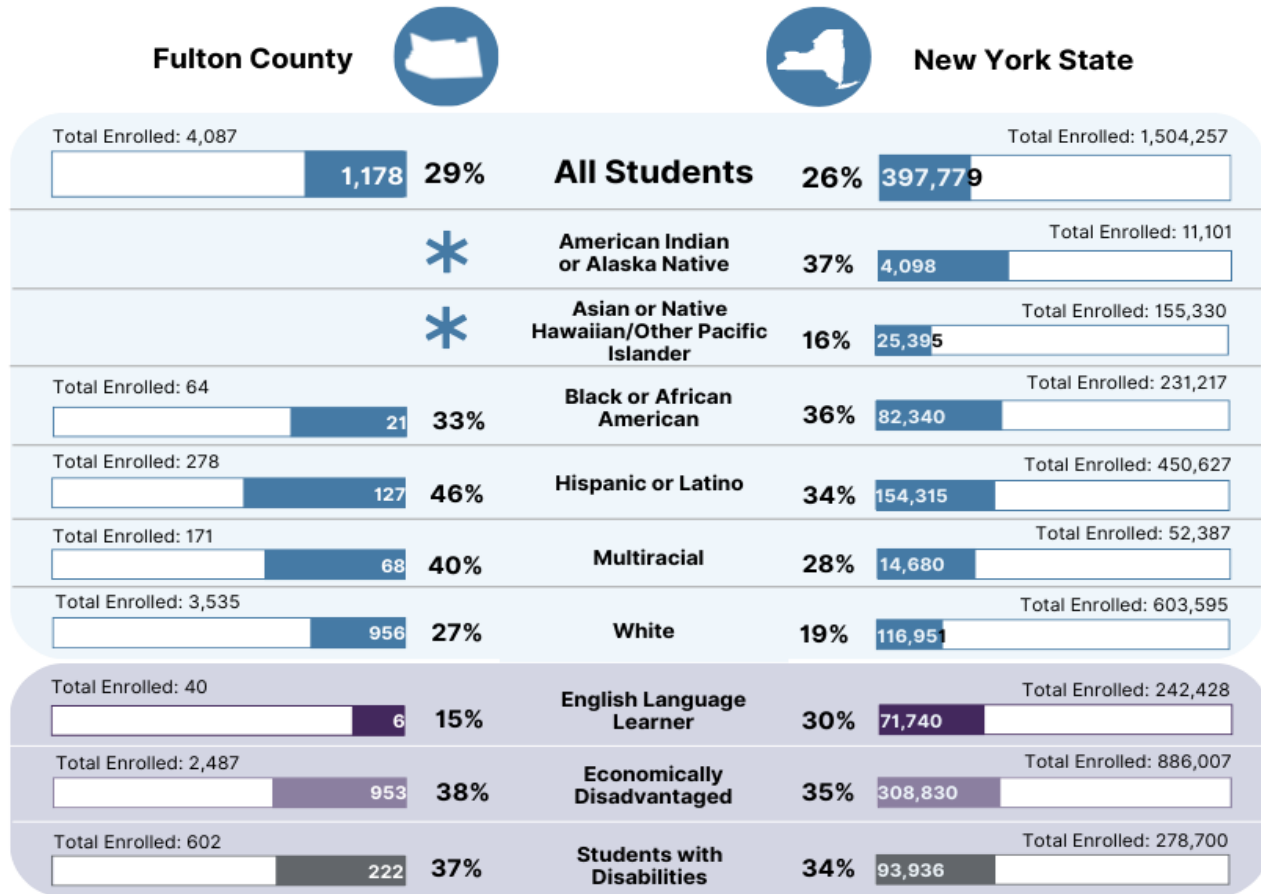 Fulton County
New York State
Total Enrolled: 4,087
1,178
29%
All Students
26%
Total Enrolled: 1,504,257
397,779
*
American Indian
or Alaska Native
37%
Total Enrolled: 11,101
4,098
*
Asian or Native
Hawaiian/Other Pacific
Islander
16%
Total Enrolled: 155,330
25,395
Total Enrolled: 64
21
33%
Black or African
American
36%
Total Enrolled: 231,217
82,340
Total Enrolled: 278
127
46%
Hispanic or Latino
34%
Total Enrolled: 450,627
154,315
Total Enrolled: 171
68
40%
Multiracial
28%
Total Enrolled: 52,387
14,680
Total Enrolled: 3,535
956
27%
White
19%
Total Enrolled: 603,595
116,951
Total Enrolled: 40
6
15%
English Language
Learner
30%
Total Enrolled: 242,428
71,740
Total Enrolled: 2,487
953
38%
Economically
Disadvantaged
35%
Total Enrolled: 886,007
308,830
Total Enrolled: 602
222
37%
Students with
Disabilities
34%
Total Enrolled: 278,700
93,936